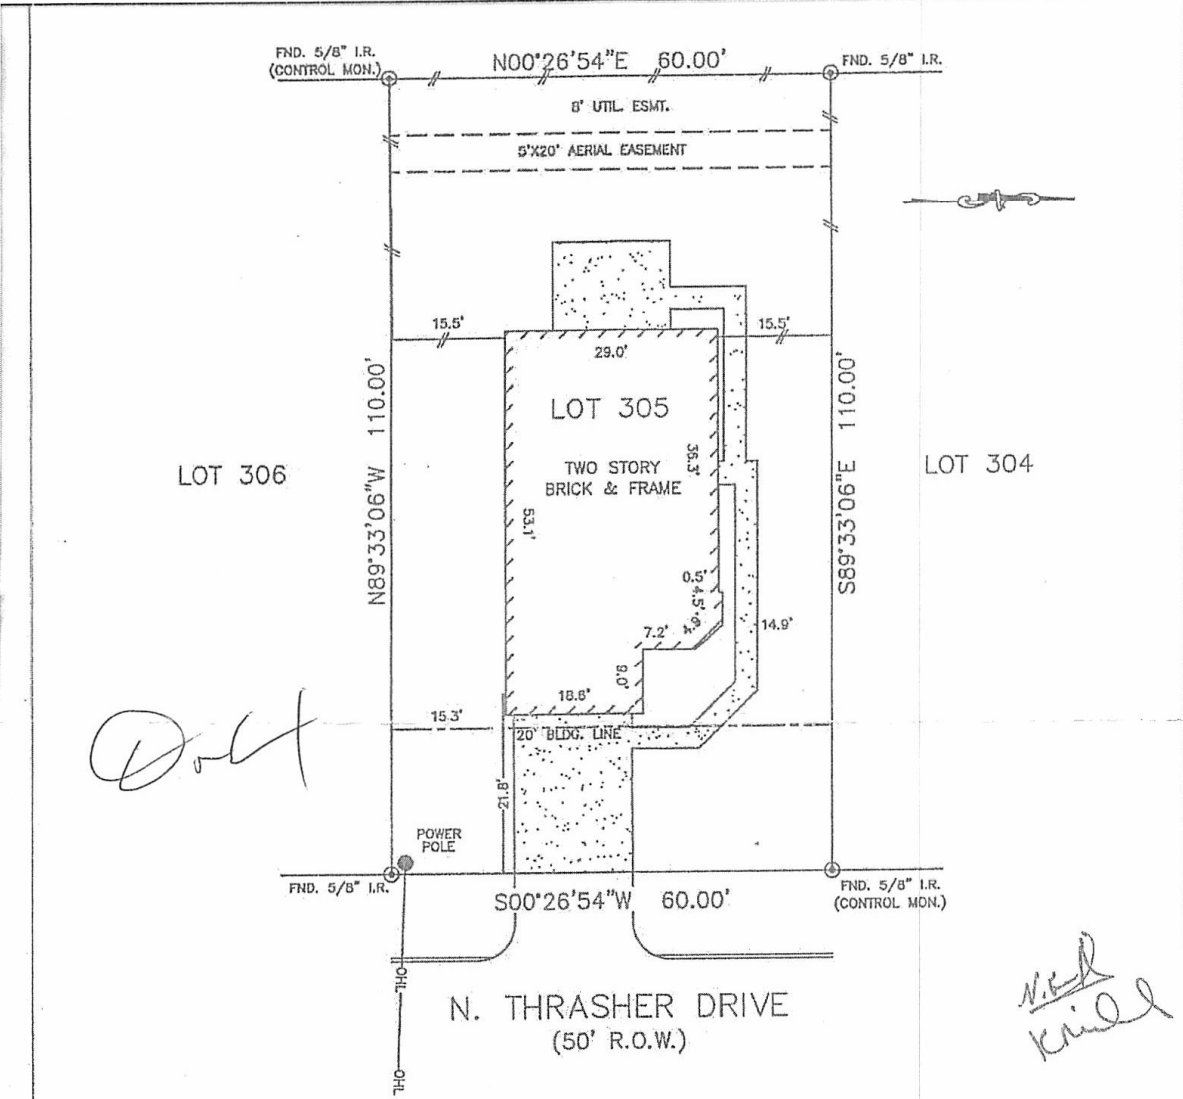 FND. 5/8" I.R.
(CONTROL MON.)
N00°26'54"E 60.00'
FND. 5/8" I.R.
8' UTIL. ESMT.
5'X20' AERIAL EASEMENT
15.5'
15.5'
29.0'
N89°33'06"W 110.00'
S89°33'06"E 110.00'
LOT 305
LOT 306
LOT 304
TWO STORY
BRICK & FRAME
36.3'
53.1'
0.5'
4.5'
6.4'
7.2'
14.9'
9.0'
18.6'
15.3'
20' BLDG. LINE
21.8'
POWER
POLE
FND. 5/8" I.R.
S00°26'54"W 60.00'
FND. 5/8" I.R.
(CONTROL MON.)
OHL
N. THRASHER DRIVE
(50' R.O.W.)
OHL